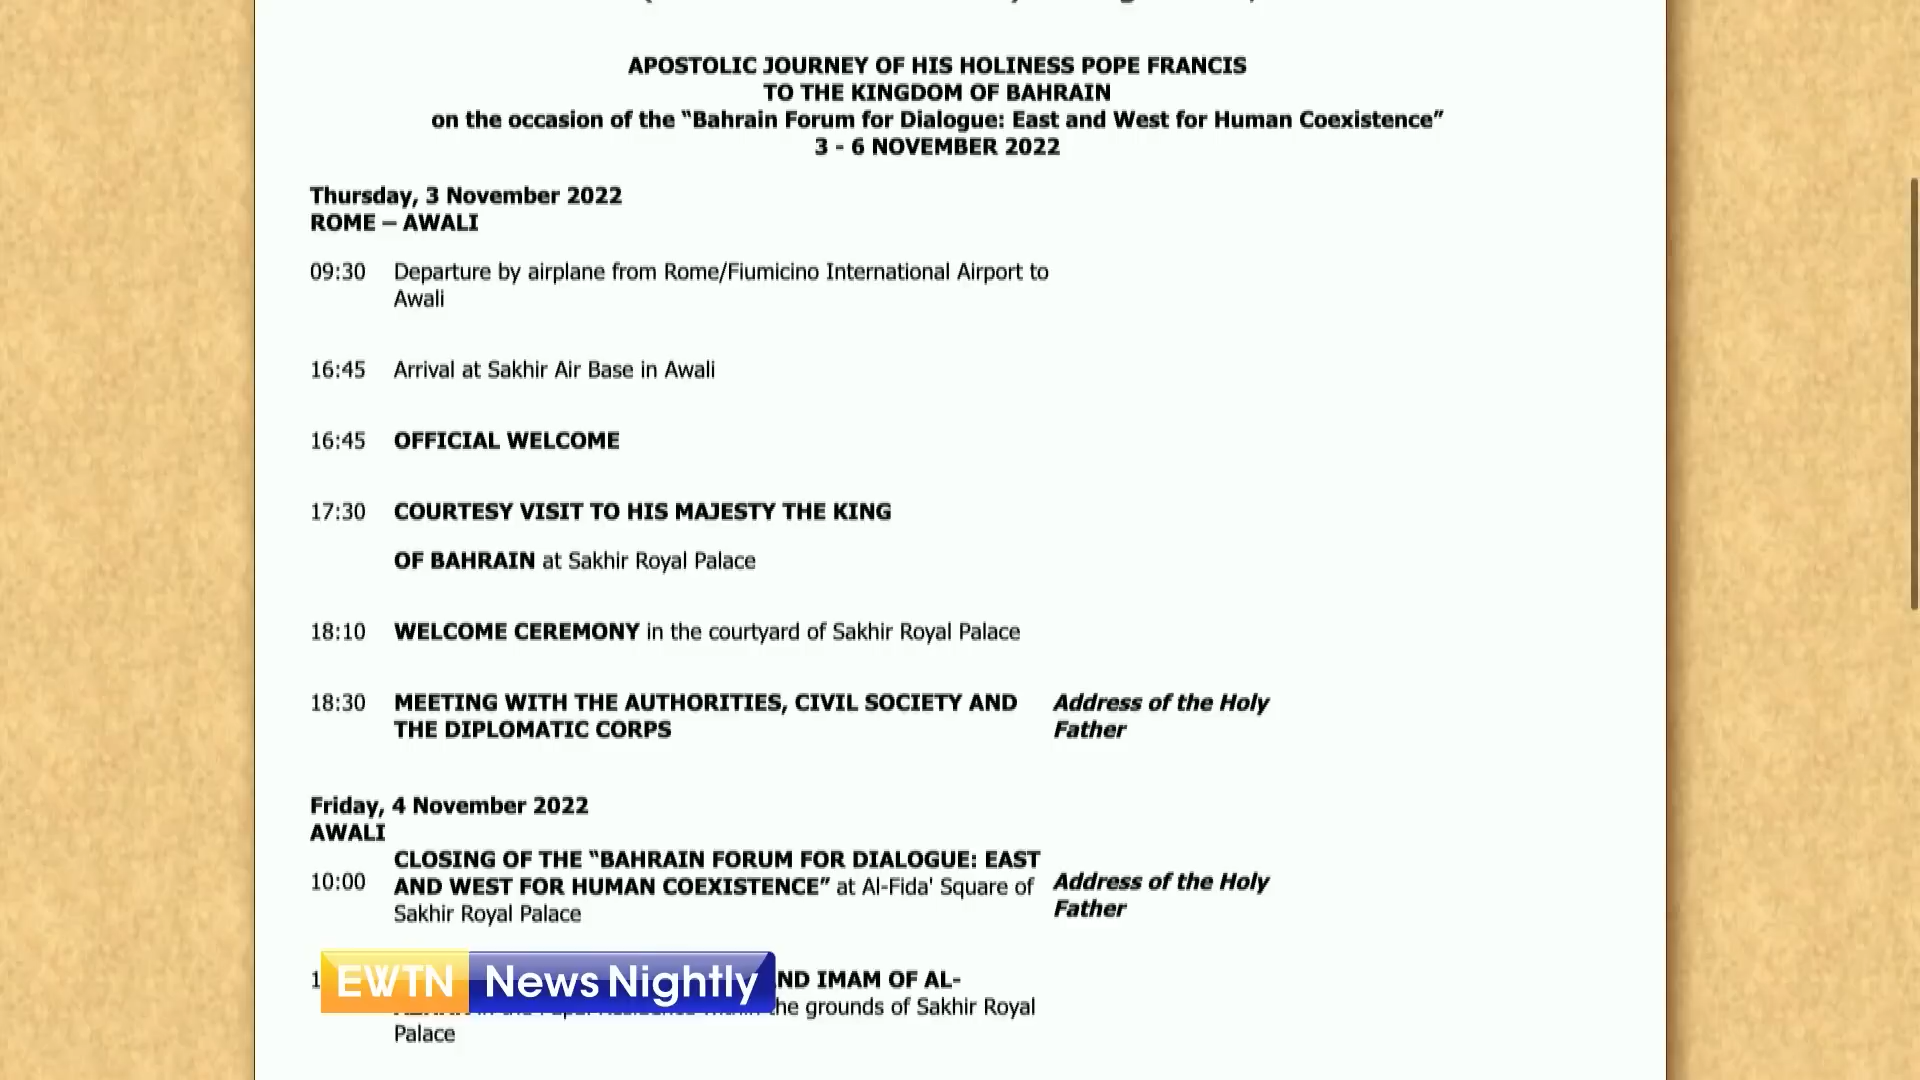 APOSTOLIC JOURNEY OF HIS HOLINESS POPE FRANCIS
TO THE KINGDOM OF BAHRAIN
on the occasion of the “Bahrain Forum for Dialogue: East and West for Human Coexistence”
3 - 6 NOVEMBER 2022
Thursday, 3 November 2022
ROME – AWALI
09:30 Departure by airplane from Rome/Fiumicino International Airport to
Awali
16:45 Arrival at Sakhir Air Base in Awali
16:45 OFFICIAL WELCOME
17:30 COURTESY VISIT TO HIS MAJESTY THE KING
OF BAHRAIN at Sakhir Royal Palace
18:10 WELCOME CEREMONY in the courtyard of Sakhir Royal Palace
18:30 MEETING WITH THE AUTHORITIES, CIVIL SOCIETY AND
THE DIPLOMATIC CORPS
Address of the Holy
Father
Friday, 4 November 2022
AWALI
10:00 CLOSING OF THE “BAHRAIN FORUM FOR DIALOGUE: EAST
AND WEST FOR HUMAN COEXISTENCE” at Al-Fida' Square of
Sakhir Royal Palace
Address of the Holy
Father
IMAM OF AL-
the grounds of Sakhir Royal
Palace
EWTN News Nightly